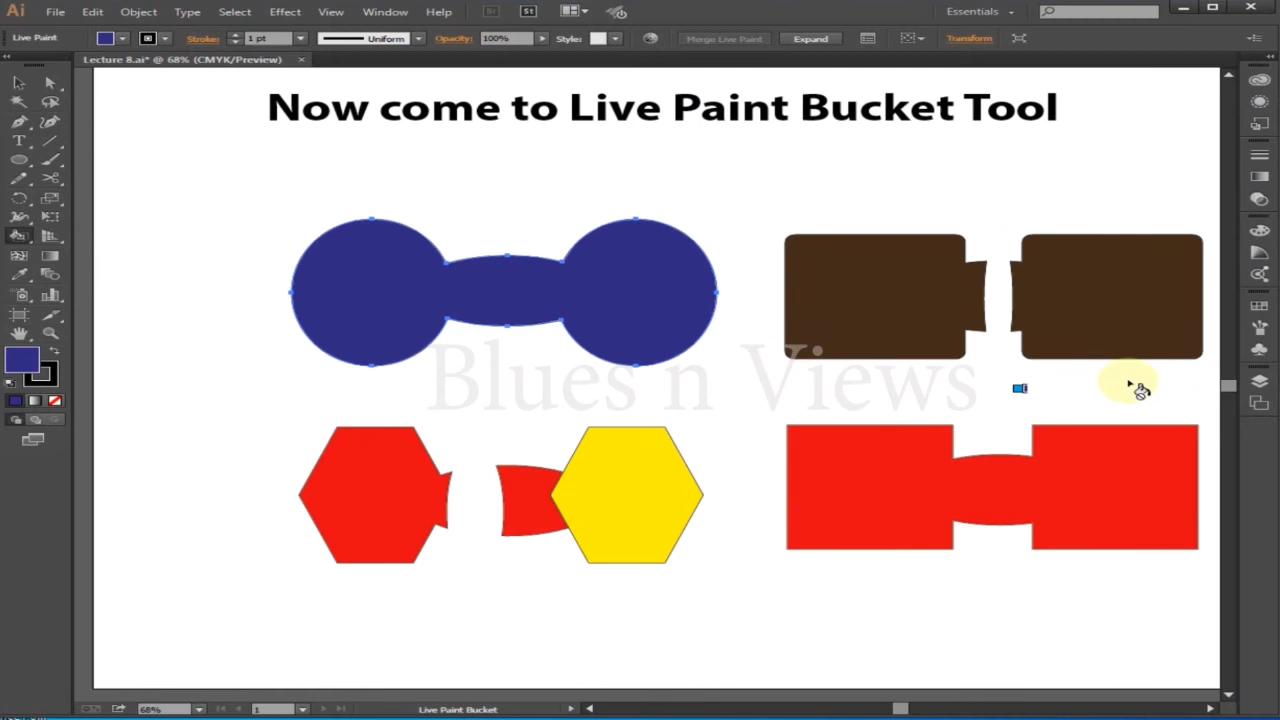 Ai File Edit Object Type Select Effect View Window Help Br St Essentials
Live Paint Stroke: 1 pt Uniform Opacity: 100% Style: Merge Live Paint Expand Transform
Lecture 8.ai* @ 68% (CMYK/Preview) ×
Now come to Live Paint Bucket Tool
Blues n Views
68% 1 Live Paint Bucket